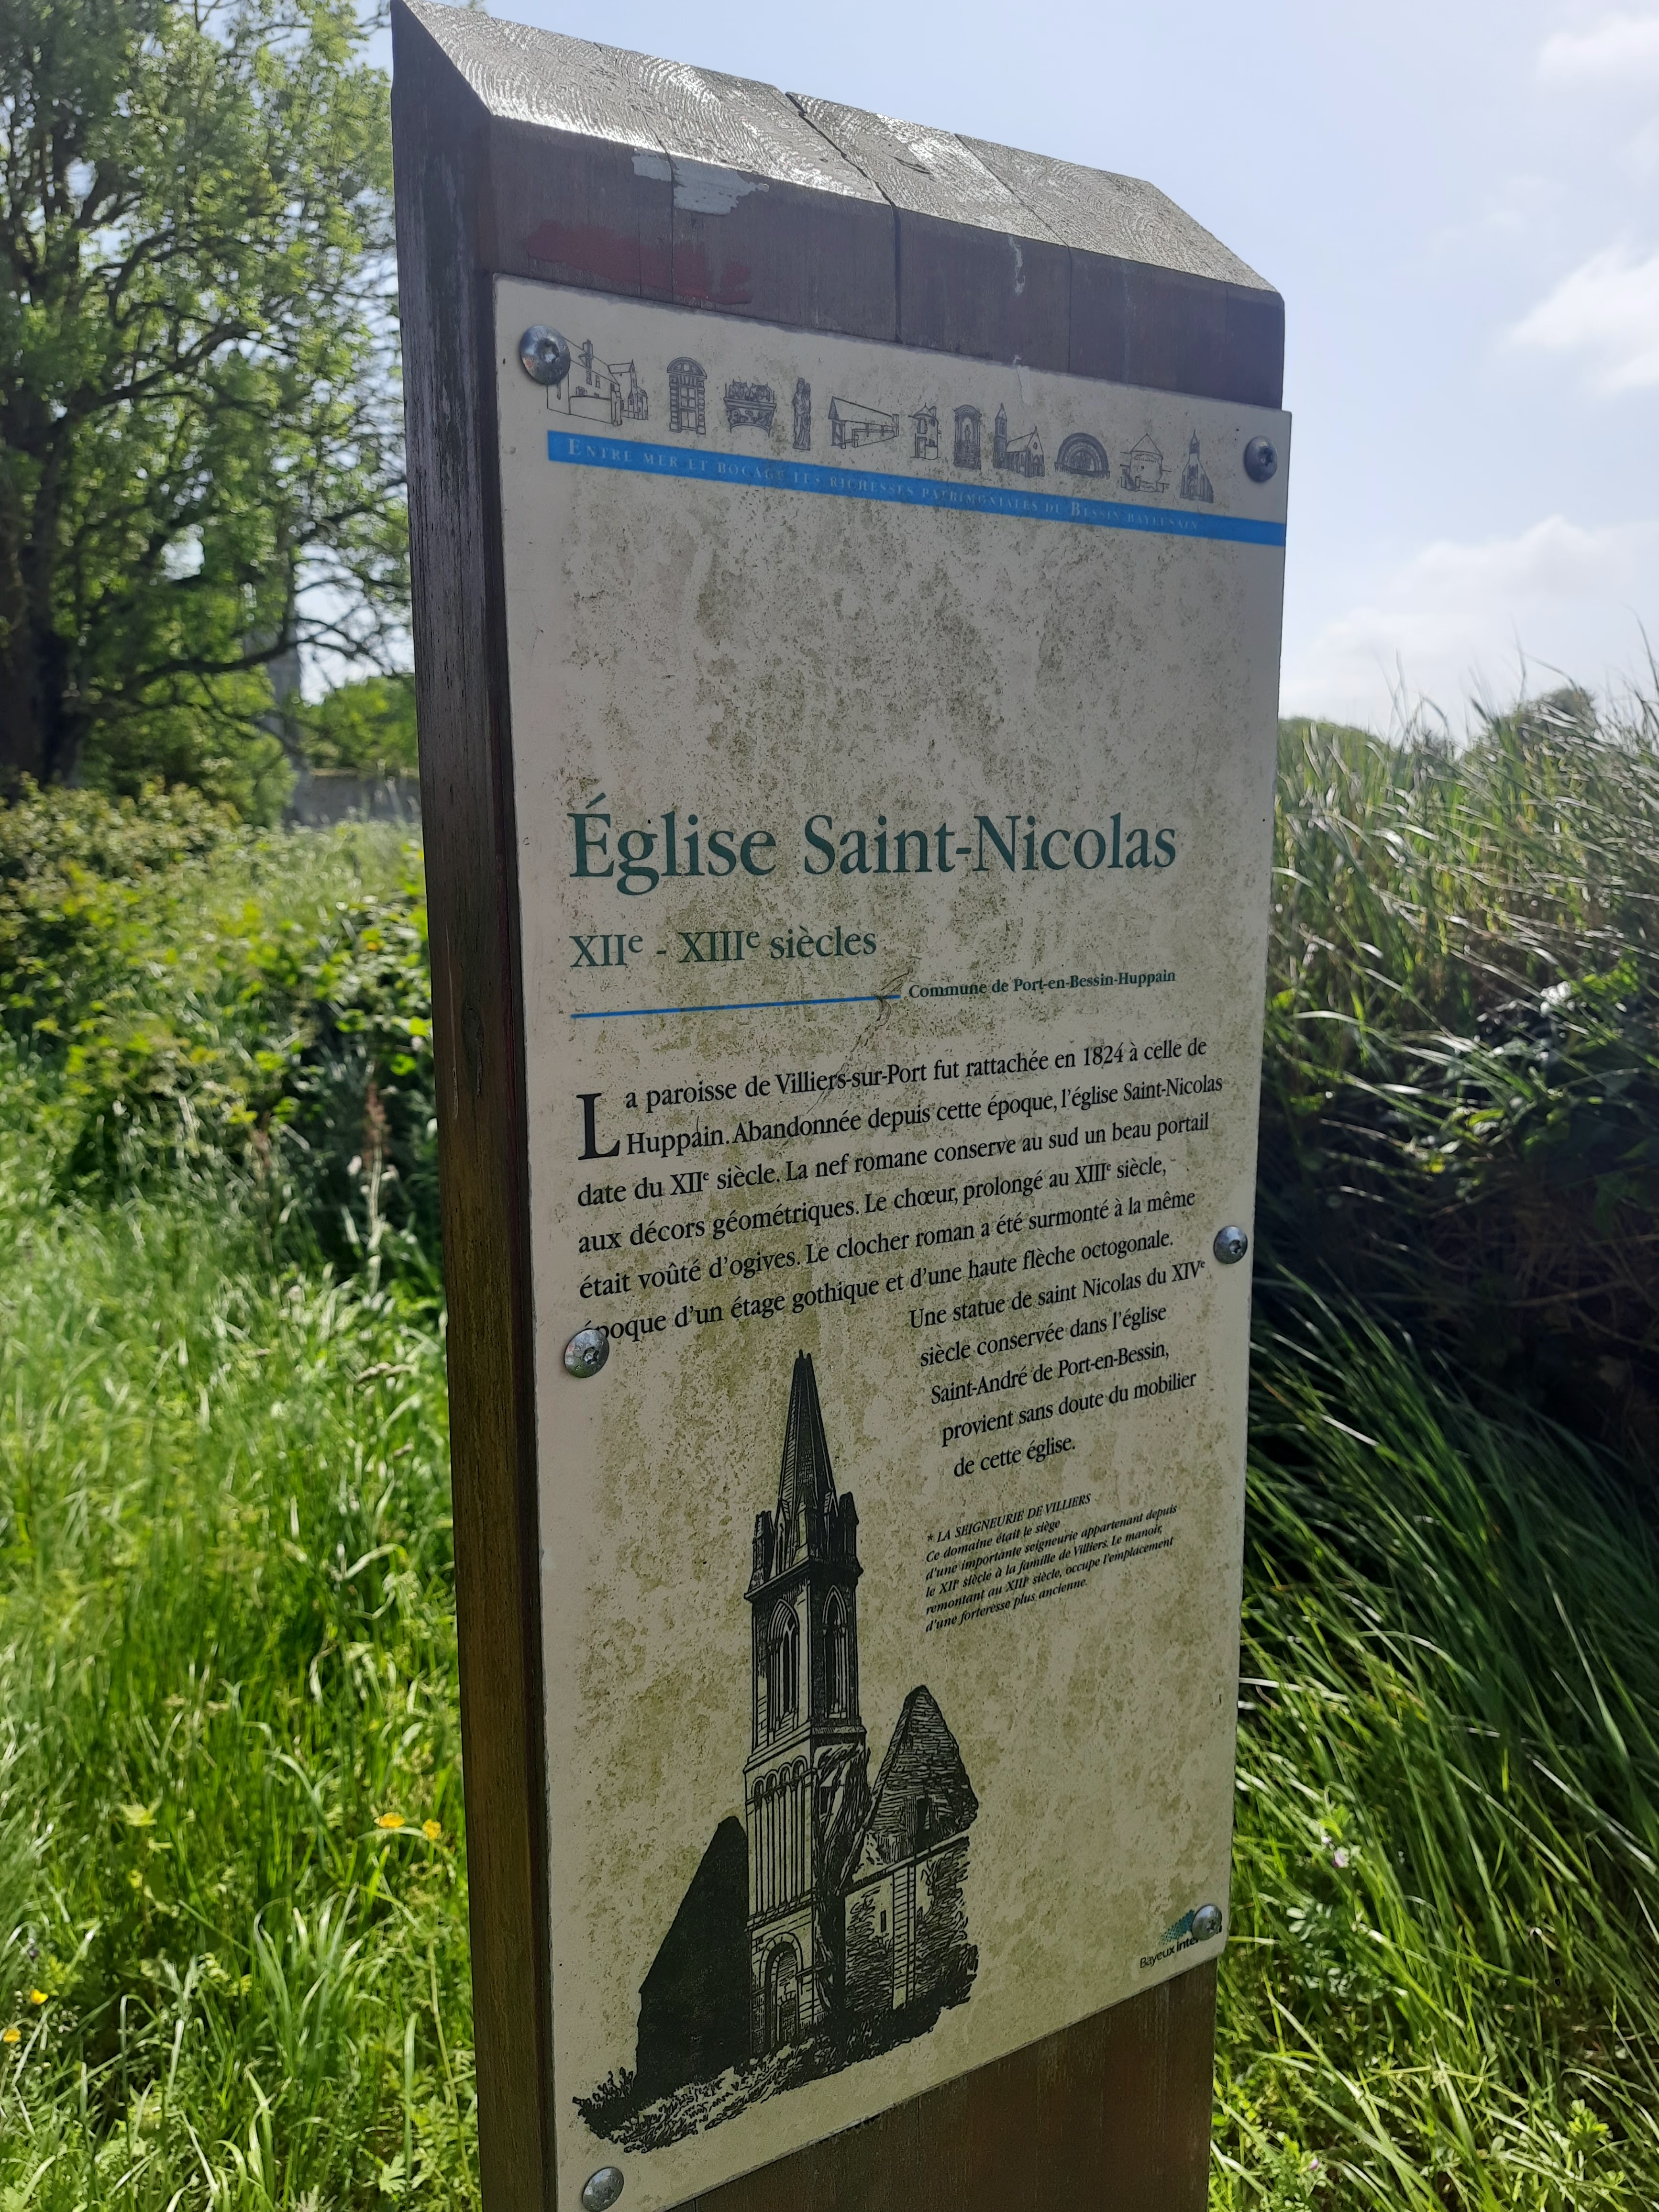 ENTRE MER ET BOCAGE LES RICHESSES PATRIMONIALES DU BESSIN BAYEUSAIN
Église Saint-Nicolas
XIIe - XIIIe siècles
Commune de Port-en-Bessin-Huppain
La paroisse de Villiers-sur-Port fut rattachée en 1824 à celle de
Huppain. Abandonnée depuis cette époque, l'église Saint-Nicolas
date du XIIe siècle. La nef romane conserve au sud un beau portail
aux décors géométriques. Le chœur, prolongé au XIIIe siècle,
était voûté d'ogives. Le clocher roman a été surmonté à la même
époque d'un étage gothique et d'une haute flèche octogonale.
Une statue de saint Nicolas du XIVe
siècle conservée dans l'église
Saint-André de Port-en-Bessin,
provient sans doute du mobilier
de cette église.
* LA SEIGNEURIE DE VILLIERS
Ce domaine était le siège
d'une importante seigneurie appartenant depuis
le XIIe siècle à la famille de Villiers. Le manoir,
remontant au XIIIe siècle, occupe l'emplacement
d'une forteresse plus ancienne.
Bayeux